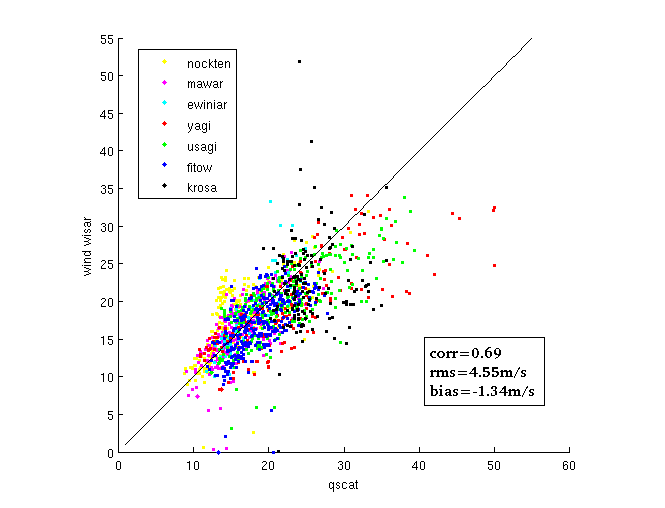 55
50
45
40
35
30
25
20
15
10
5
0
0
10
20
30
40
50
60
wind wisar
qscat
nockten
mawar
ewiniar
yagi
usagi
fitow
krosa
corr=0.69
rms=4.55m/s
bias=-1.34m/s